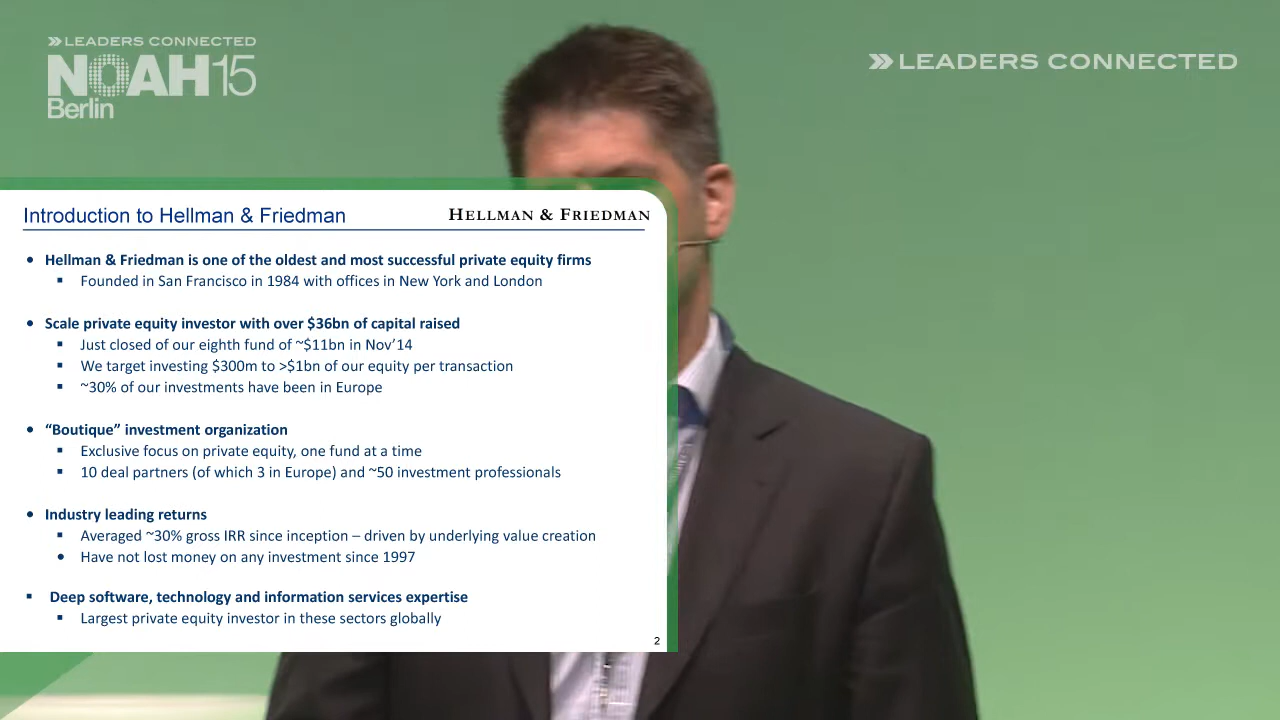 LEADERS CONNECTED
NOAH15
Berlin
LEADERS CONNECTED
Introduction to Hellman & Friedman
HELLMAN & FRIEDMAN
• Hellman & Friedman is one of the oldest and most successful private equity firms
▪ Founded in San Francisco in 1984 with offices in New York and London
• Scale private equity investor with over $36bn of capital raised
▪ Just closed of our eighth fund of ~$11bn in Nov’14
▪ We target investing $300m to >$1bn of our equity per transaction
▪ ~30% of our investments have been in Europe
• “Boutique” investment organization
▪ Exclusive focus on private equity, one fund at a time
▪ 10 deal partners (of which 3 in Europe) and ~50 investment professionals
• Industry leading returns
▪ Averaged ~30% gross IRR since inception – driven by underlying value creation
• Have not lost money on any investment since 1997
▪ Deep software, technology and information services expertise
▪ Largest private equity investor in these sectors globally
2